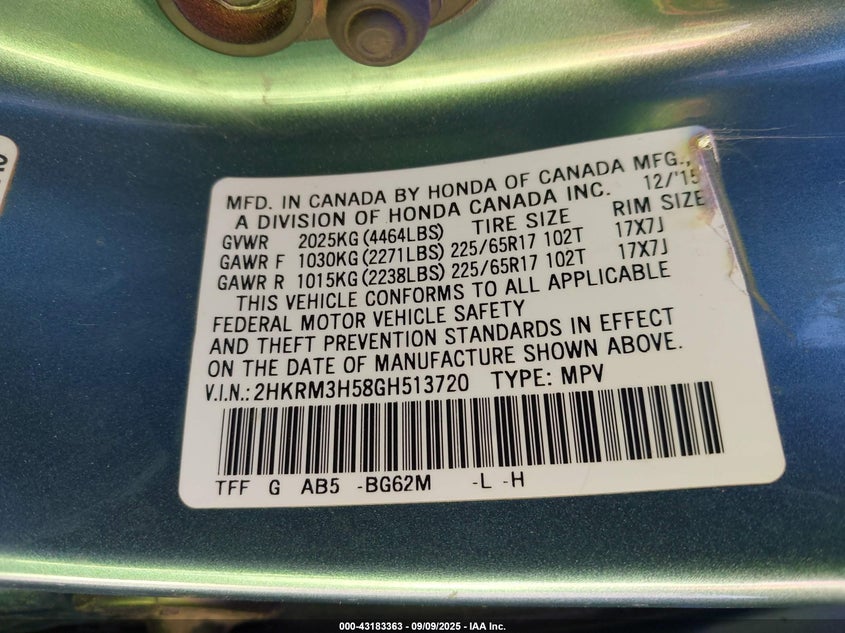 MFD. IN CANADA BY HONDA OF CANADA MFG.,
A DIVISION OF HONDA CANADA INC. 12/'15
GVWR 2025KG (4464LBS) TIRE SIZE RIM SIZE
GAWR F 1030KG (2271LBS) 225/65R17 102T 17X7J
GAWR R 1015KG (2238LBS) 225/65R17 102T 17X7J
THIS VEHICLE CONFORMS TO ALL APPLICABLE
FEDERAL MOTOR VEHICLE SAFETY
AND THEFT PREVENTION STANDARDS IN EFFECT
ON THE DATE OF MANUFACTURE SHOWN ABOVE.
V.I.N.: 2HKRM3H58GH513720 TYPE: MPV
TFF G AB5 -BG62M -L -H
000-43183363 - 09/09/2025 - IAA Inc.